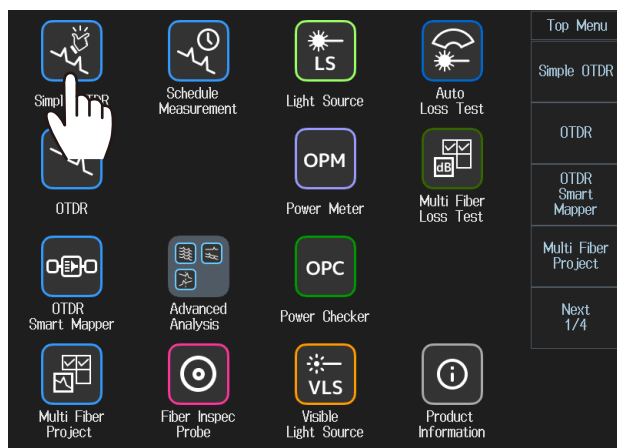 Top Menu
Simple OTDR
OTDR
OTDR
Smart
Mapper
Multi Fiber
Project
Next
1/4
Schedule
Measurement
LS
Light Source
Auto
Loss Test
OTDR
OPM
Power Meter
dB
Multi Fiber
Loss Test
OTDR
Smart Mapper
Advanced
Analysis
OPC
Power Checker
Multi Fiber
Project
Fiber Inspec
Probe
VLS
Visible
Light Source
Product
Information